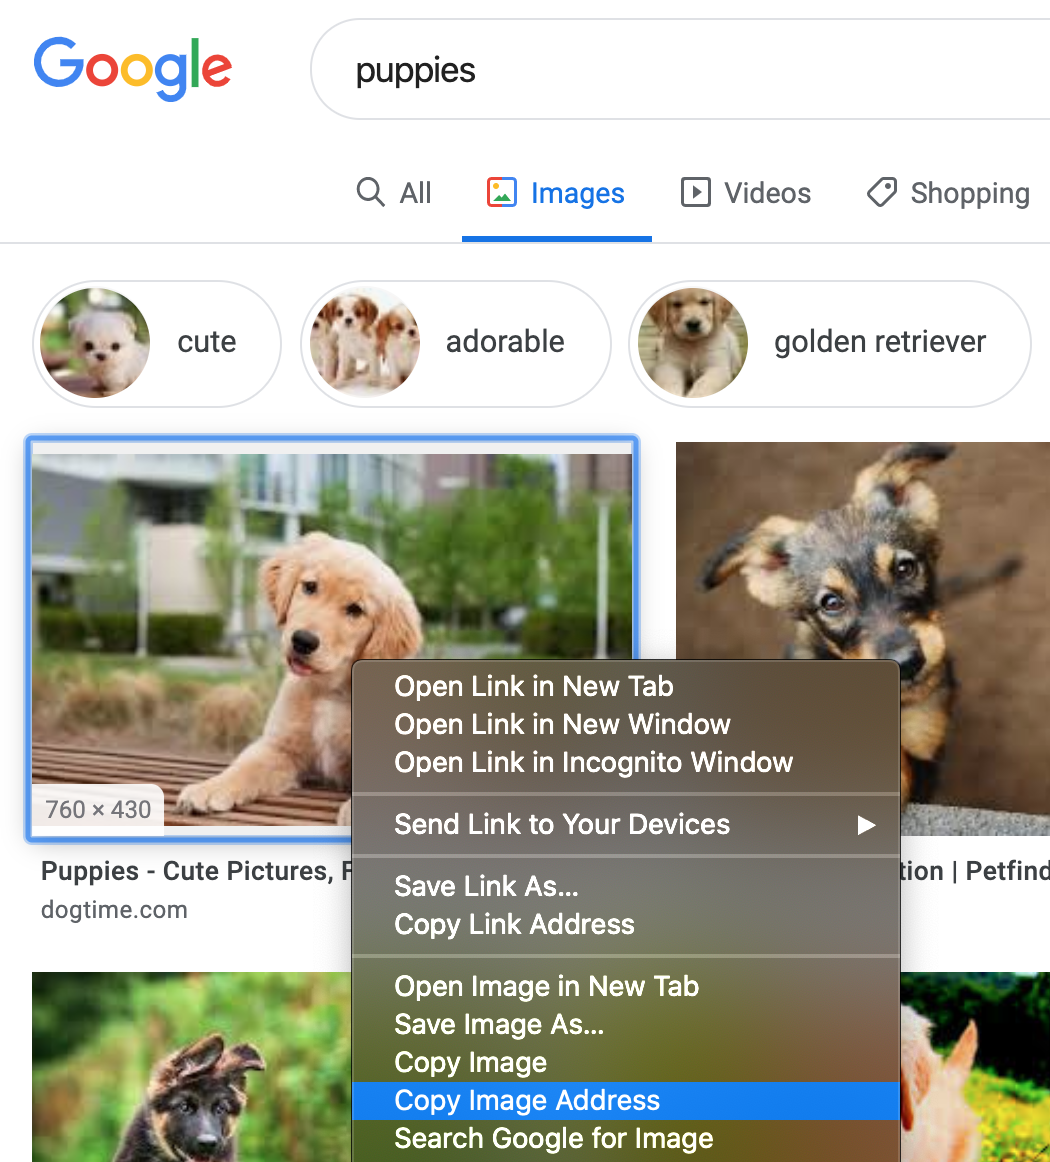 Google
puppies
All Images Videos Shopping
cute adorable golden retriever
760 × 430
Puppies - Cute Pictures,
dogtime.com
| Petfind
Open Link in New Tab
Open Link in New Window
Open Link in Incognito Window
Send Link to Your Devices
Save Link As...
Copy Link Address
Open Image in New Tab
Save Image As...
Copy Image
Copy Image Address
Search Google for Image